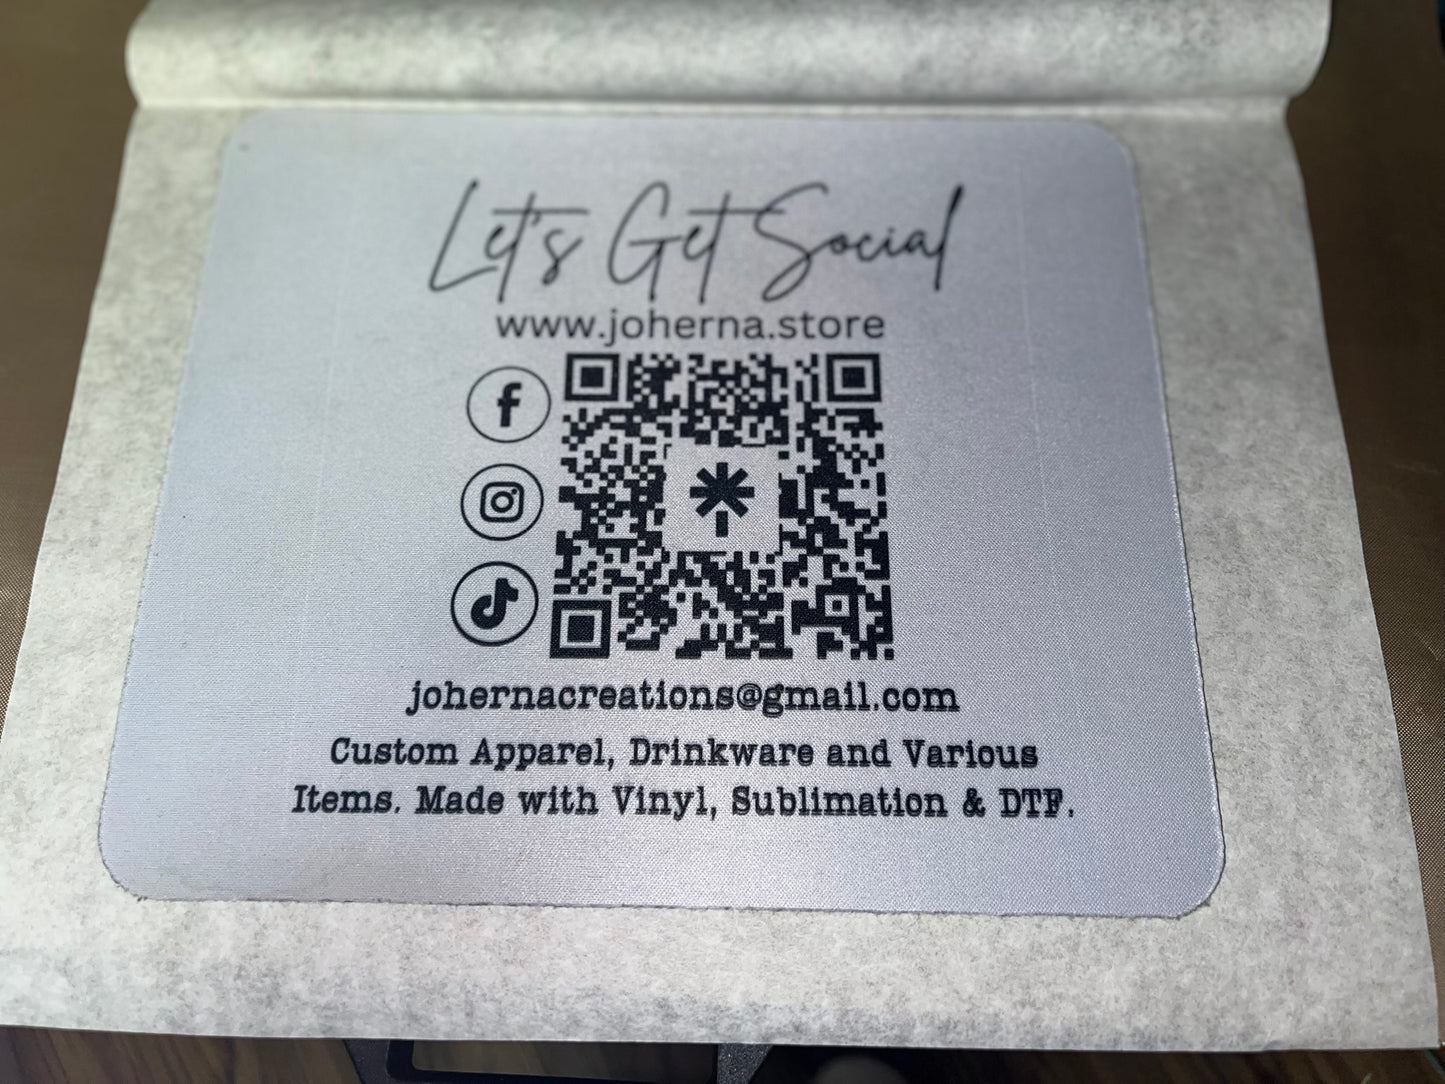 Let's Get Social
www.joherna.store
johernacreations@gmail.com
Custom Apparel, Drinkware and Various
Items. Made with Vinyl, Sublimation & DTF.